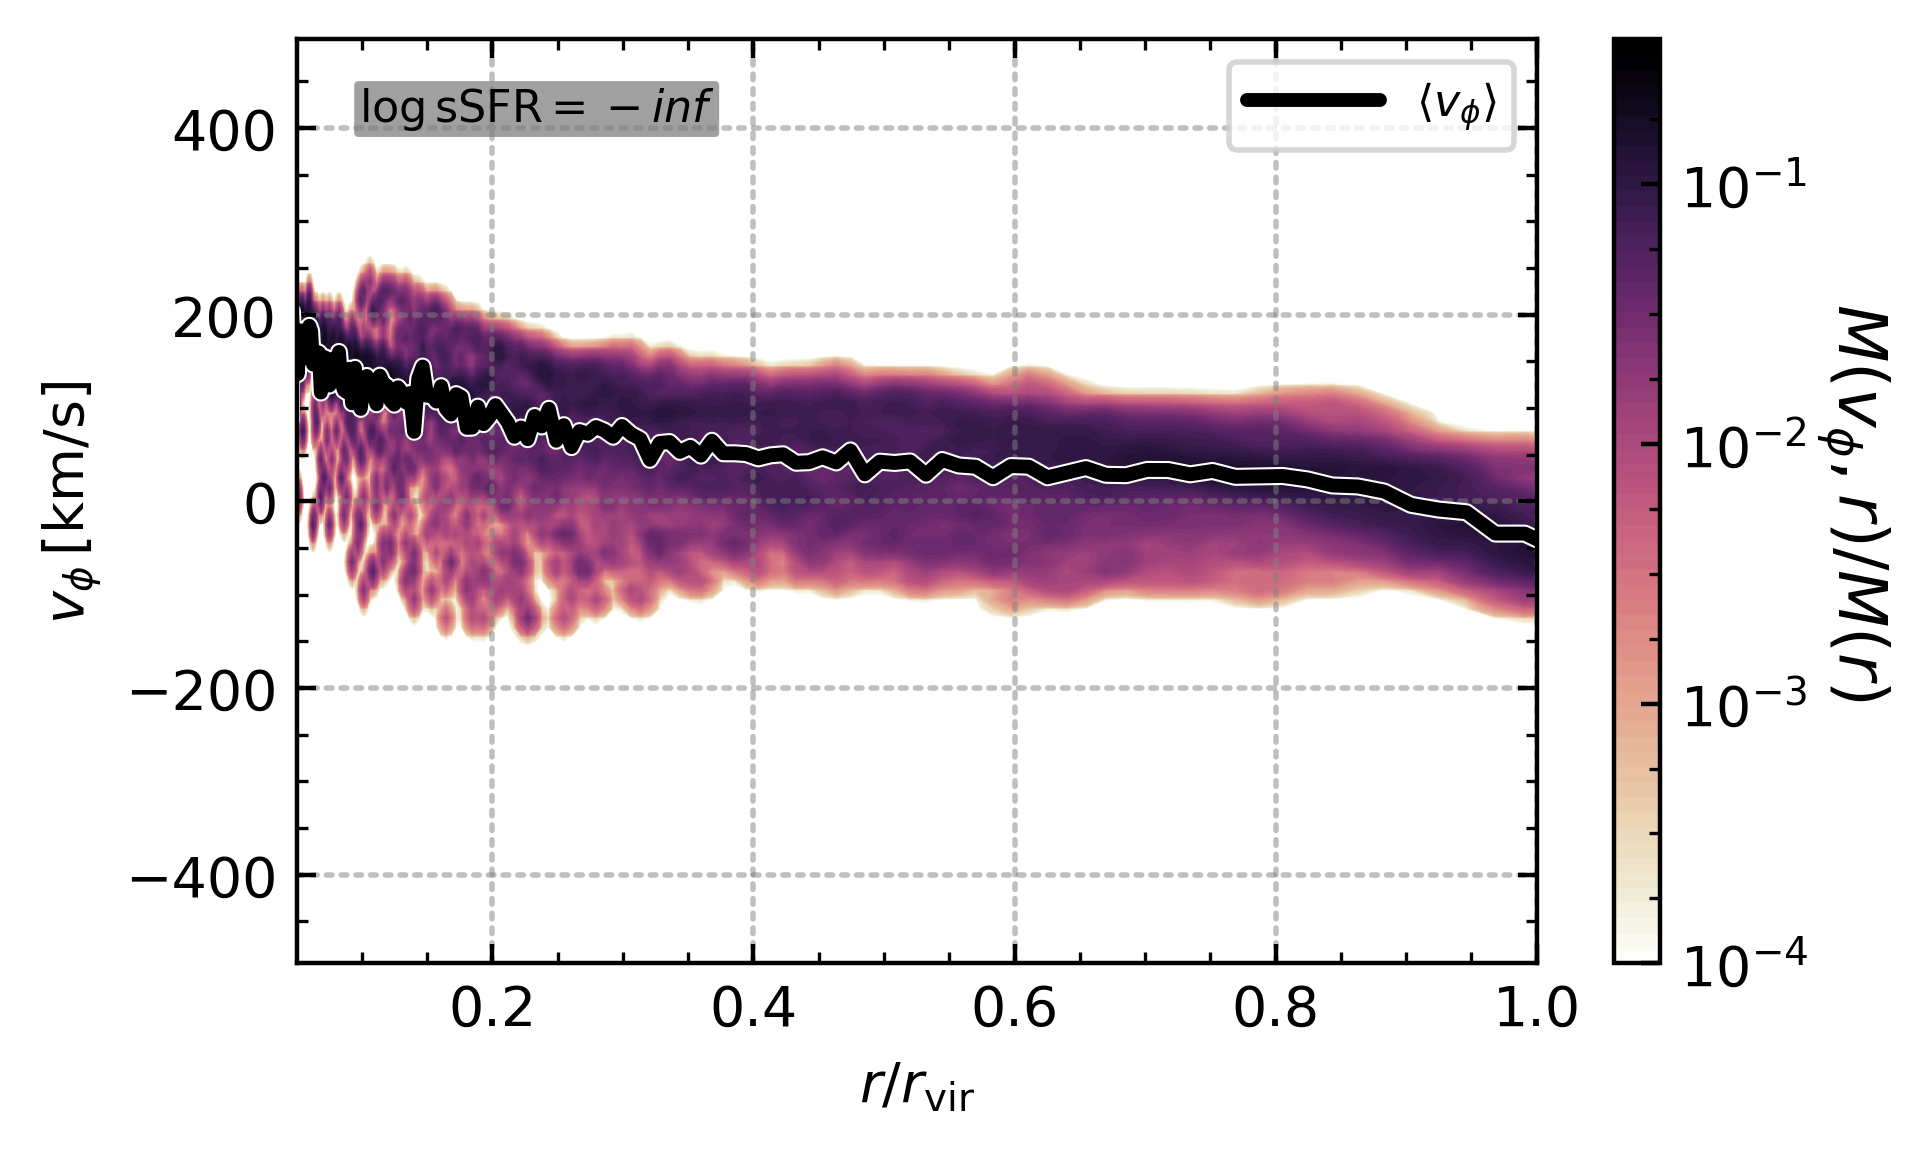 log sSFR = −inf
⟨v_ϕ⟩
400
200
0
−200
−400
v_ϕ [km/s]
0.2 0.4 0.6 0.8 1.0
r/r_vir
10⁻¹
10⁻²
10⁻³
10⁻⁴
M(v_ϕ, r)/M(r)